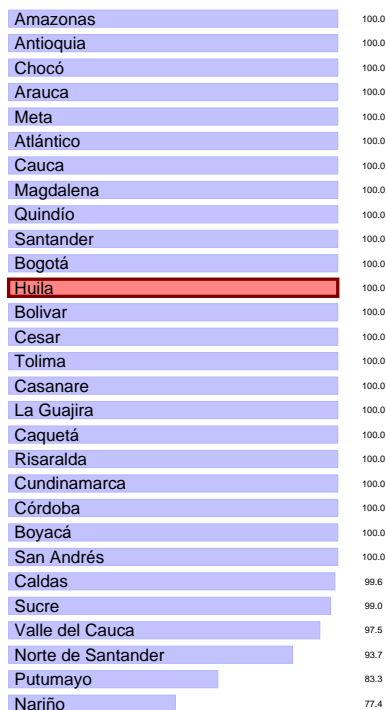 Amazonas 100.0
Antioquia 100.0
Chocó 100.0
Arauca 100.0
Meta 100.0
Atlántico 100.0
Cauca 100.0
Magdalena 100.0
Quindío 100.0
Santander 100.0
Bogotá 100.0
Huila 100.0
Bolivar 100.0
Cesar 100.0
Tolima 100.0
Casanare 100.0
La Guajira 100.0
Caquetá 100.0
Risaralda 100.0
Cundinamarca 100.0
Córdoba 100.0
Boyacá 100.0
San Andrés 100.0
Caldas 99.6
Sucre 99.0
Valle del Cauca 97.5
Norte de Santander 93.7
Putumayo 83.3
Nariño 77.4